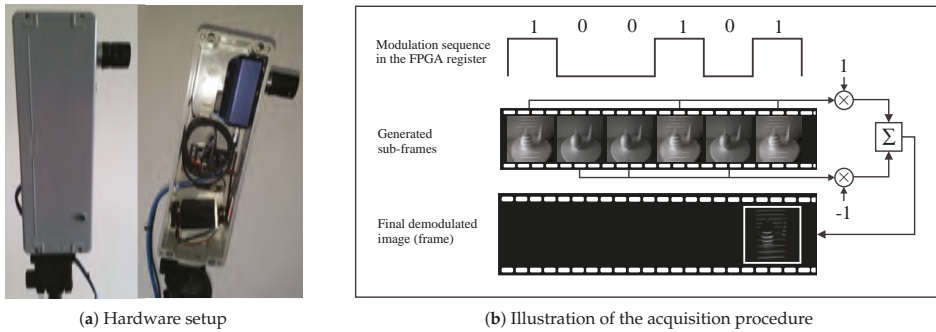 1 0 0 1 0 1
Modulation sequence
in the FPGA register
1
×
Generated
sub-frames
Σ
×
-1
Final demodulated
image (frame)
(a) Hardware setup
(b) Illustration of the acquisition procedure